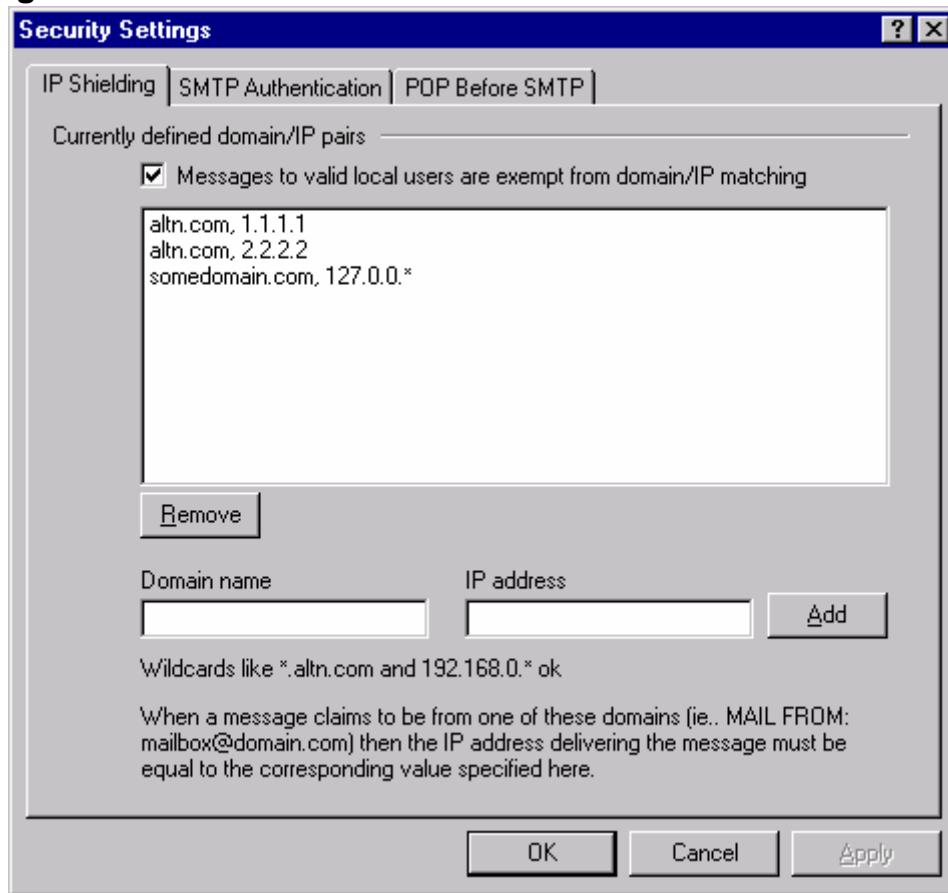 g
Security Settings
IP Shielding SMTP Authentication POP Before SMTP
Currently defined domain/IP pairs
Messages to valid local users are exempt from domain/IP matching
altn.com, 1.1.1.1
altn.com, 2.2.2.2
somedomain.com, 127.0.0.*
Remove
Domain name IP address
Add
Wildcards like *.altn.com and 192.168.0.* ok
When a message claims to be from one of these domains (ie.. MAIL FROM:
mailbox@domain.com) then the IP address delivering the message must be
equal to the corresponding value specified here.
OK Cancel Apply